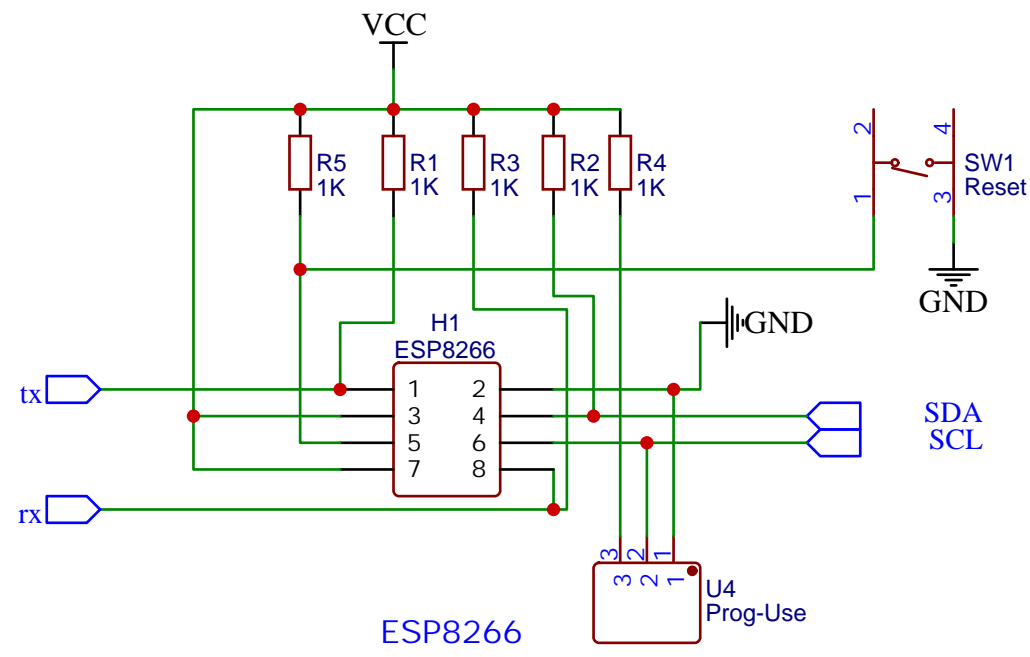 VCC
R5
1K
R1
1K
R3
1K
R2
1K
R4
1K
2
1
4
3
SW1
Reset
GND
GND
H1
ESP8266
tx
1
2
3
4
5
6
7
8
SDA
SCL
rx
3
2
1
3
2
1
U4
Prog-Use
ESP8266